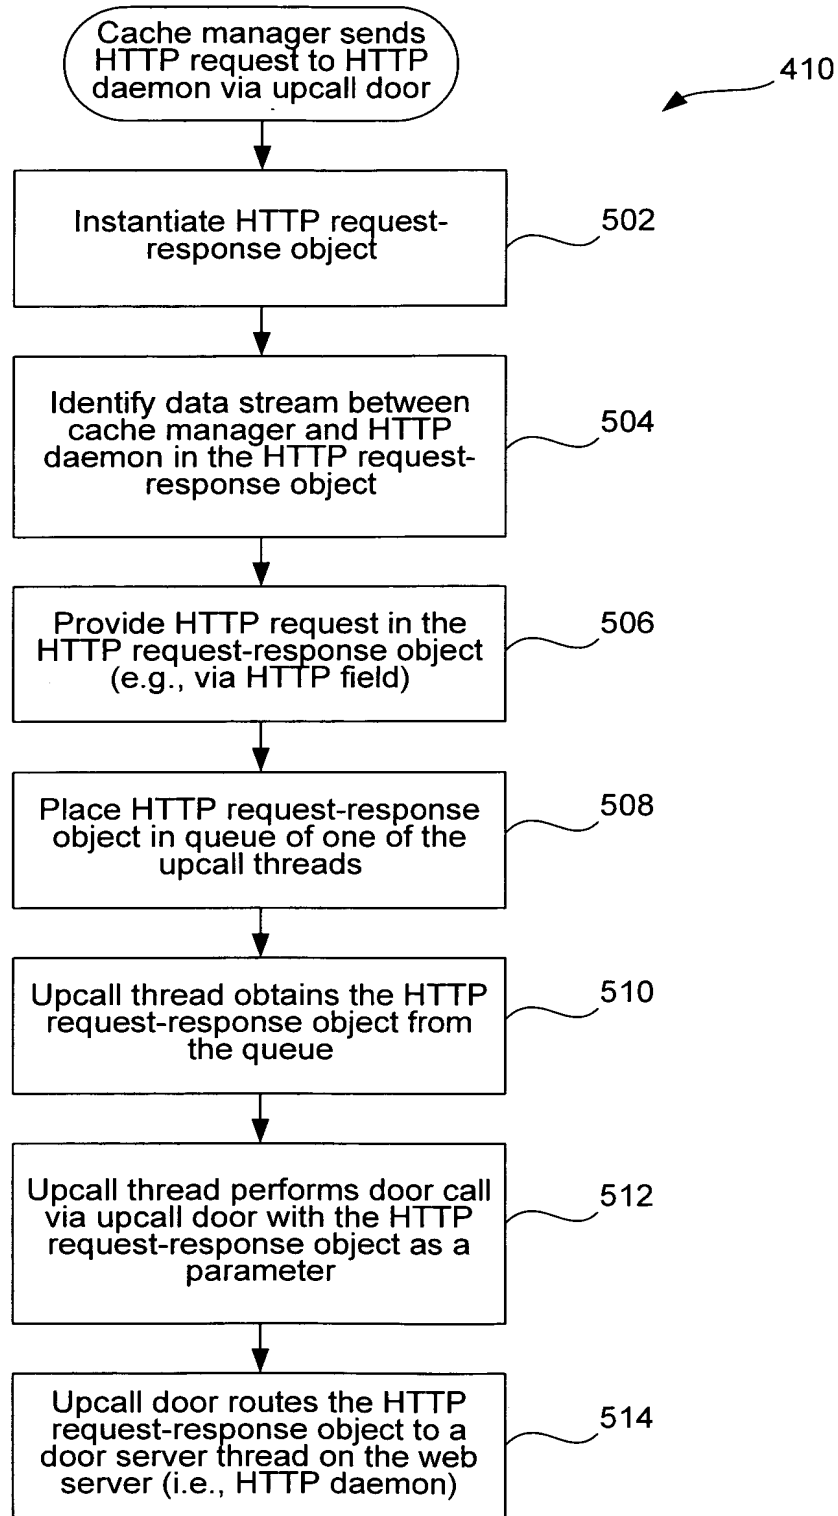 Cache manager sends
HTTP request to HTTP
daemon via upcall door
410
Instantiate HTTP request-
response object
502
Identify data stream between
cache manager and HTTP
daemon in the HTTP request-
response object
504
Provide HTTP request in the
HTTP request-response object
(e.g., via HTTP field)
506
Place HTTP request-response
object in queue of one of the
upcall threads
508
Upcall thread obtains the HTTP
request-response object from
the queue
510
Upcall thread performs door call
via upcall door with the HTTP
request-response object as a
parameter
512
Upcall door routes the HTTP
request-response object to a
door server thread on the web
server (i.e., HTTP daemon)
514